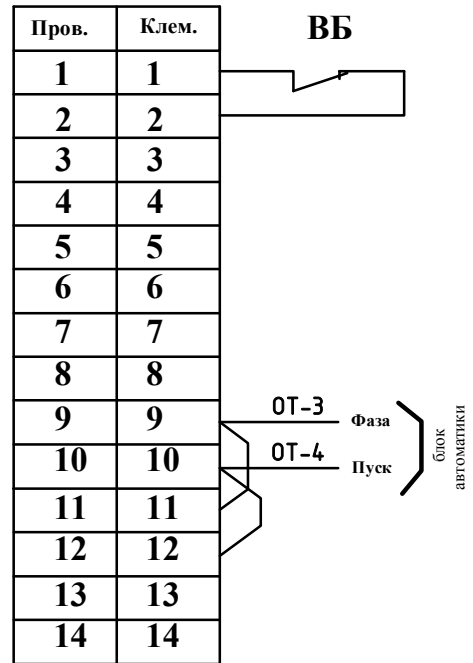 Пров. Клем. ВБ
1 1
2 2
3 3
4 4
5 5
6 6
7 7
8 8
9 9 ОТ-3 Фаза
10 10 ОТ-4 Пуск
11 11
12 12
13 13
14 14
блок
автоматики